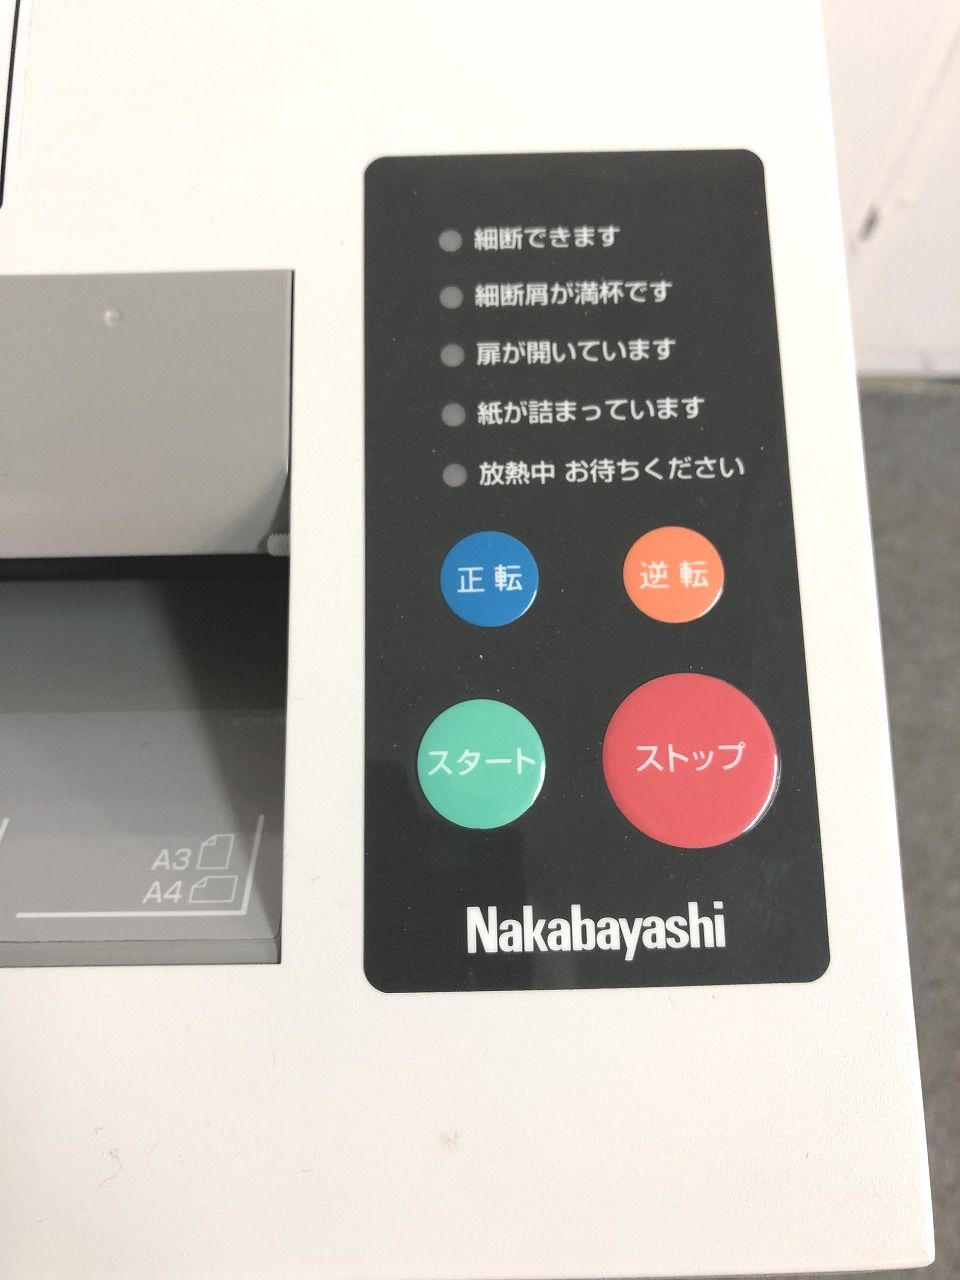 細断できます
細断屑が満杯です
扉が開いています
紙が詰まっています
放熱中 お待ちください
正転 逆転
スタート ストップ
A3
A4
Nakabayashi